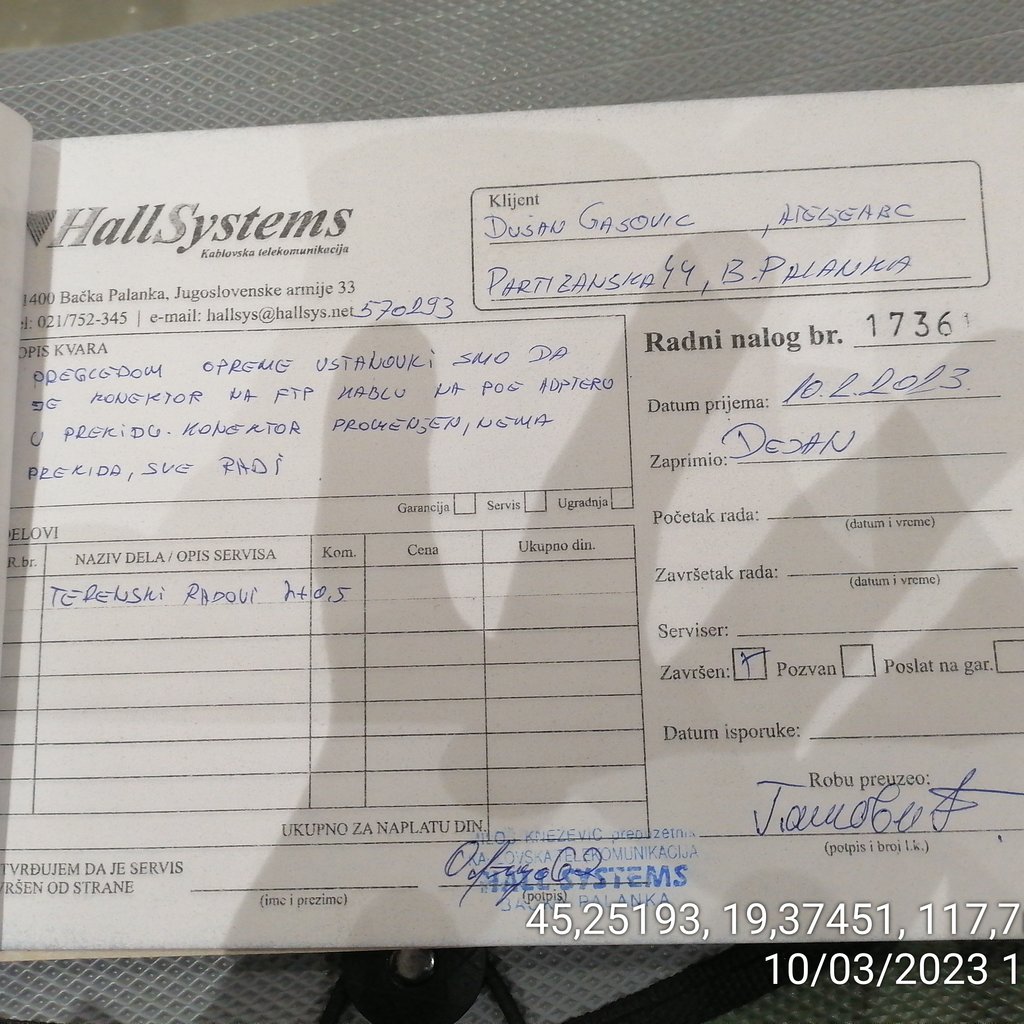 HallSystems
Kablovska telekomunikacija
1400 Bačka Palanka, Jugoslovenske armije 33
el: 021/752-345 | e-mail: hallsys@hallsys.net 570293
Klijent
DUŠAN GASOVIC, ATELJEABC
PARTIZANSKA 44, B. PALANKA
OPIS KVARA
PREGLEDOM OPREME USTANOVIKI SMO DA
JE KONEKTOR NA FTP KABLU NA POE ADPTERU
U PREKIDU. KONEKTOR PROMENJEN, NEMA
PREKIDA, SVE RADI
Garancija Servis Ugradnja
Radni nalog br. 1736
Datum prijema: 10.2.2023.
Zaprimio: DEJAN
Početak rada:
(datum i vreme)
Završetak rada:
(datum i vreme)
Serviser:
Završen: Pozvan Poslat na gar.
Datum isporuke:
Robu preuzeo:
(potpis i broj l.k.)
DELOVI
R.br. NAZIV DELA / OPIS SERVISA Kom. Cena Ukupno din.
TERENSKI RADOVI h+0,5
UKUPNO ZA NAPLATU DIN.
TVRĐUJEM DA JE SERVIS
VRŠEN OD STRANE
(ime i prezime)
(potpis)
KNEZEVIC preduzetnik
KABLOVSKA TELEKOMUNIKACIJA
HALL SYSTEMS
BAČKA PALANKA
45,25193, 19,37451, 117,7
10/03/2023 1